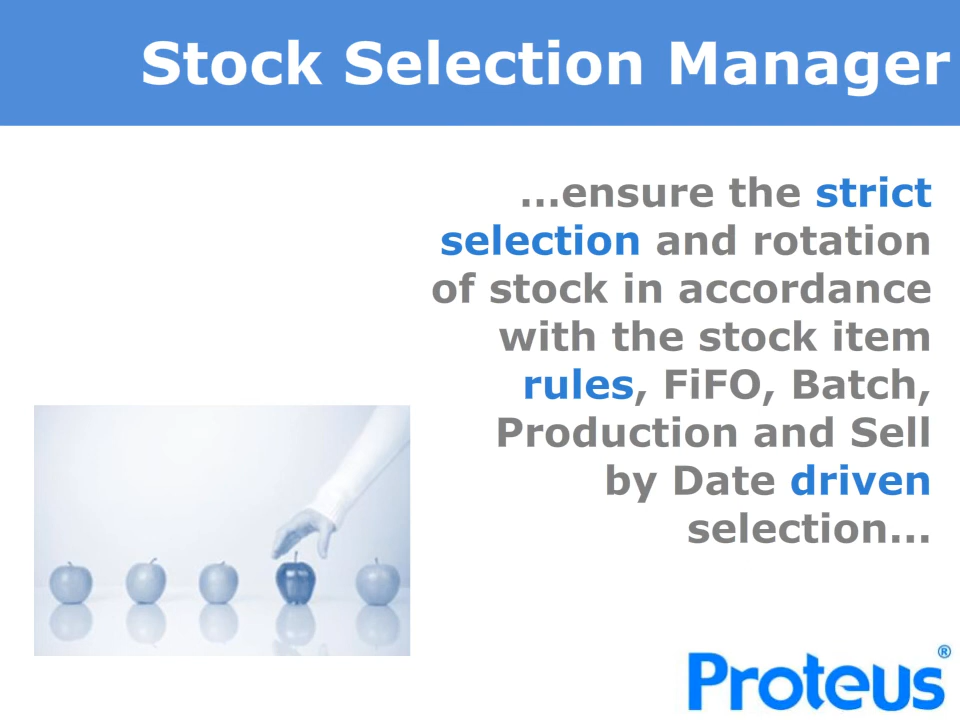 Stock Selection Manager
...ensure the strict
selection and rotation
of stock in accordance
with the stock item
rules, FiFO, Batch,
Production and Sell
by Date driven
selection...
Proteus®